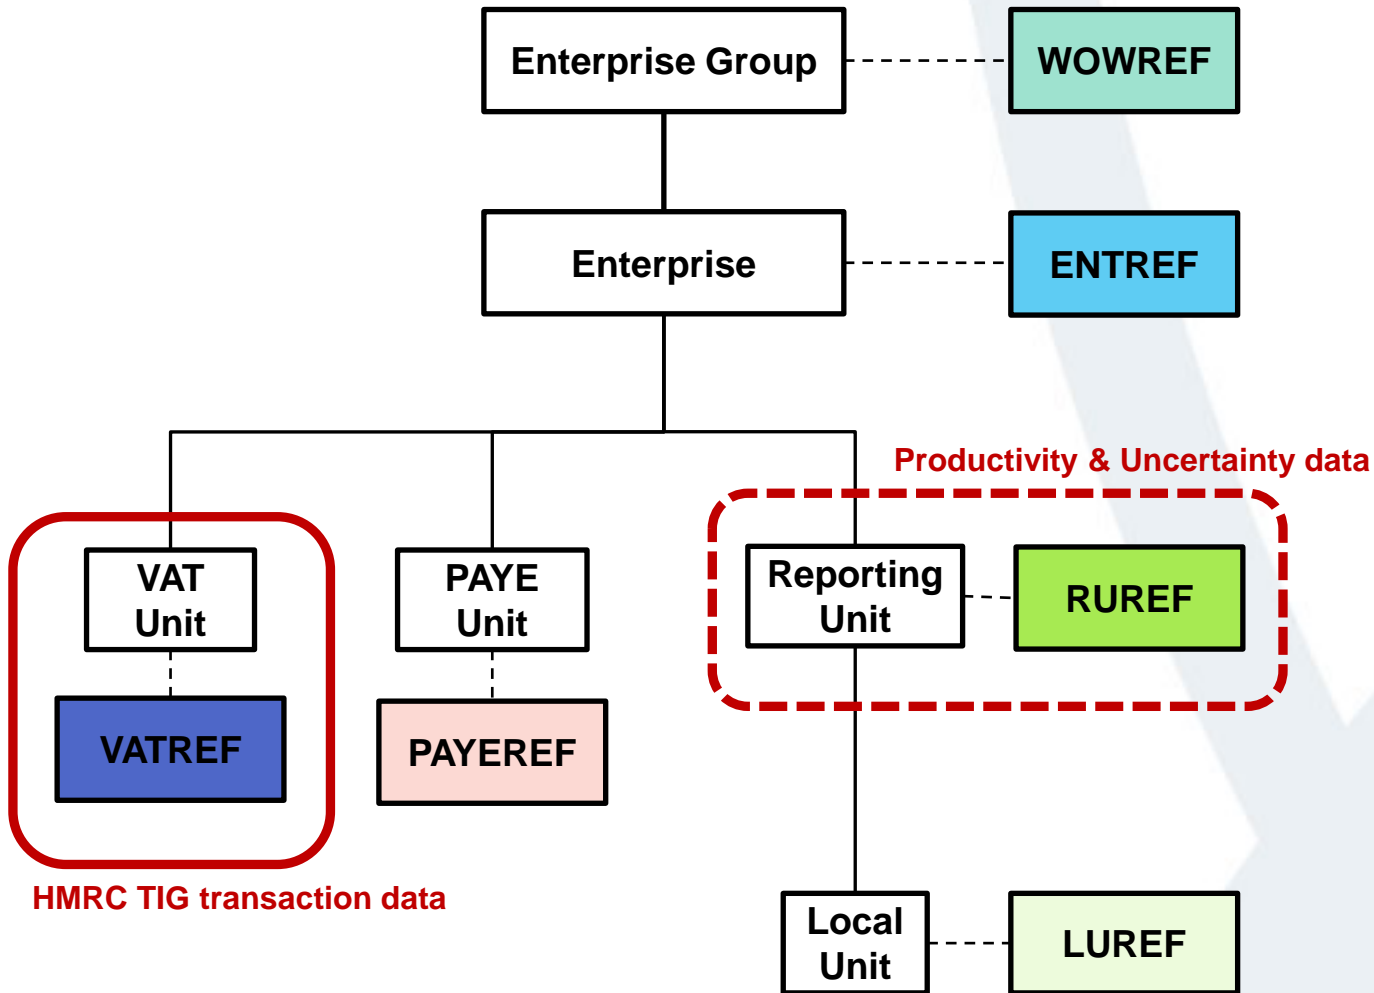 Enterprise Group
WOWREF
Enterprise
ENTREF
Productivity & Uncertainty data
VAT
Unit
PAYE
Unit
Reporting
Unit
RUREF
VATREF
PAYEREF
HMRC TIG transaction data
Local
Unit
LUREF